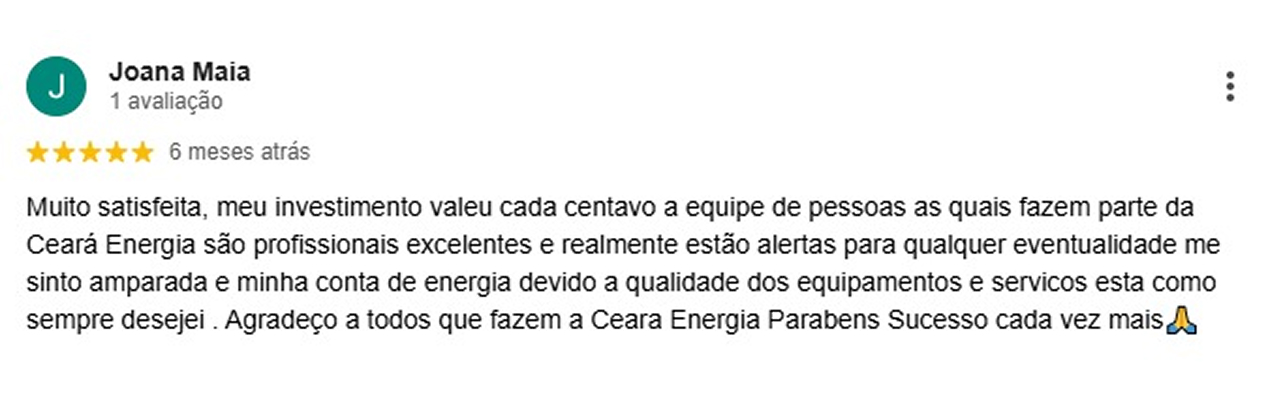 J
Joana Maia
1 avaliação
6 meses atrás
Muito satisfeita, meu investimento valeu cada centavo a equipe de pessoas as quais fazem parte da
Ceará Energia são profissionais excelentes e realmente estão alertas para qualquer eventualidade me
sinto amparada e minha conta de energia devido a qualidade dos equipamentos e servicos esta como
sempre desejei . Agradeço a todos que fazem a Ceara Energia Parabens Sucesso cada vez mais🙏